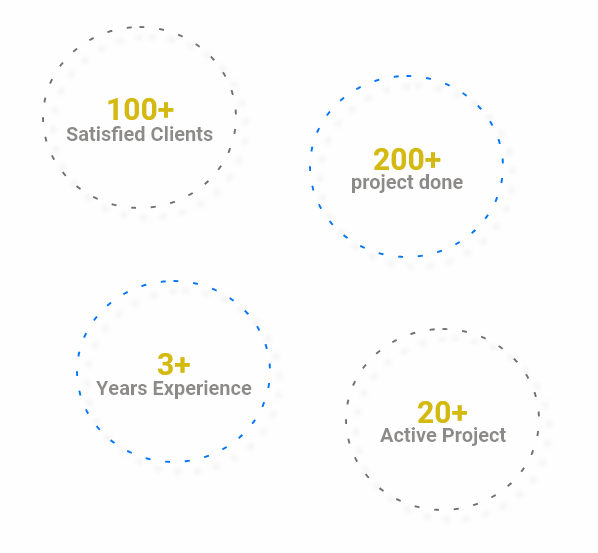 100+
Satisfied Clients
200+
project done
3+
Years Experience
20+
Active Project